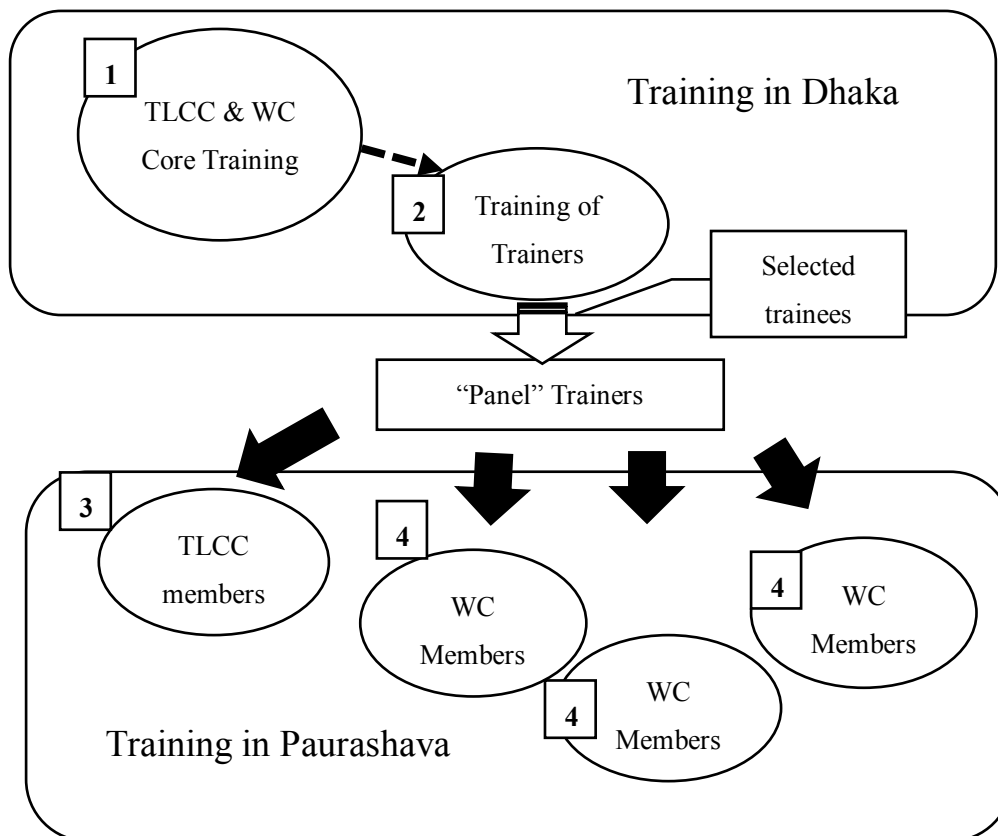 1
TLCC & WC
Core Training
Training in Dhaka
2
Training of
Trainers
Selected
trainees
“Panel” Trainers
3
TLCC
members
4
WC
Members
4
WC
Members
4
WC
Members
Training in Paurashava